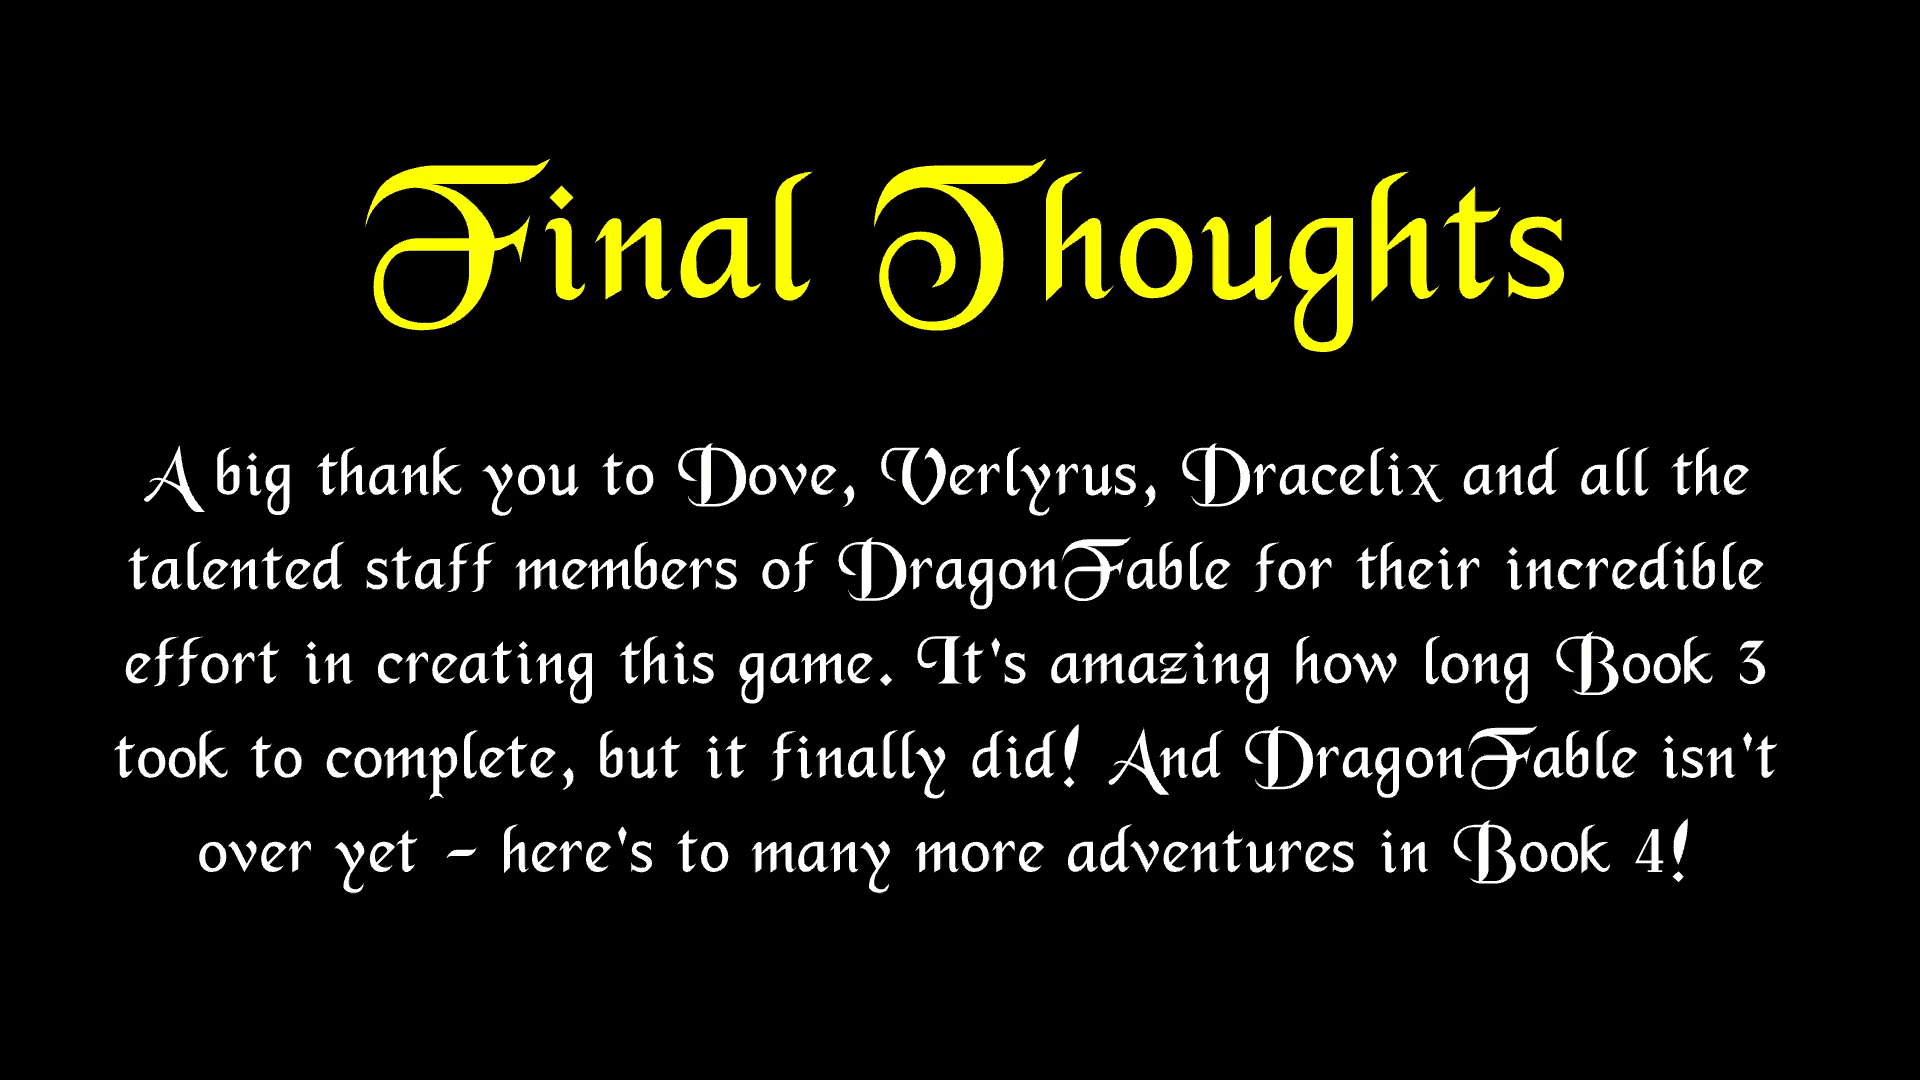 Final Thoughts
A big thank you to Dove, Verlyrus, Dracelix and all the
talented staff members of DragonFable for their incredible
effort in creating this game. It's amazing how long Book 3
took to complete, but it finally did! And DragonFable isn't
over yet - here's to many more adventures in Book 4!